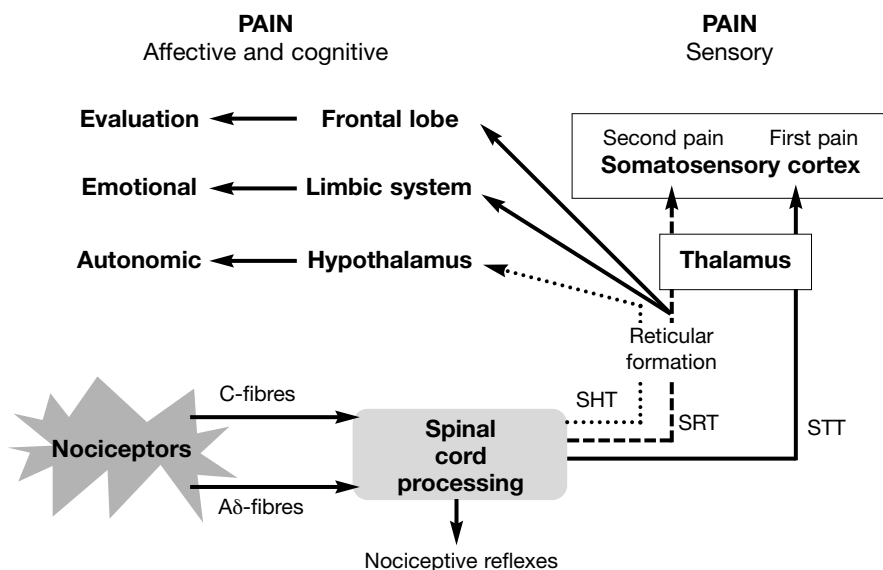 PAIN
Affective and cognitive
PAIN
Sensory
Evaluation
Frontal lobe
Second pain
First pain
Somatosensory cortex
Emotional
Limbic system
Autonomic
Hypothalamus
Thalamus
Reticular
formation
C-fibres
SHT
SRT
STT
Nociceptors
Spinal
cord
processing
Aδ-fibres
Nociceptive reflexes